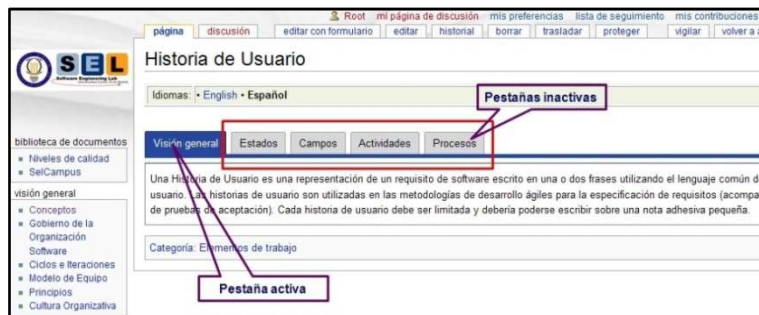 Root mi página de discusión mis preferencias lista de seguimiento mis contribuciones
página discusión editar con formulario editar historial borrar trasladar proteger vigilar volver a
SEL
Software Engineering Lab
Historia de Usuario
Idiomas: • English • Español
Pestañas inactivas
Visión general Estados Campos Actividades Procesos
Una Historia de Usuario es una representación de un requisito de software escrito en una o dos frases utilizando el lenguaje común d
usuario. Las historias de usuario son utilizadas en las metodologías de desarrollo ágiles para la especificación de requisitos (acompa
de pruebas de aceptación). Cada historia de usuario debe ser limitada y debería poderse escribir sobre una nota adhesiva pequeña.
Categoría: Elementos de trabajo
Pestaña activa
biblioteca de documentos
Niveles de calidad
SelCampus
visión general
Conceptos
Gobierno de la
Organización
Software
Ciclos e Iteraciones
Modelo de Equipo
Principios
Cultura Organizativa